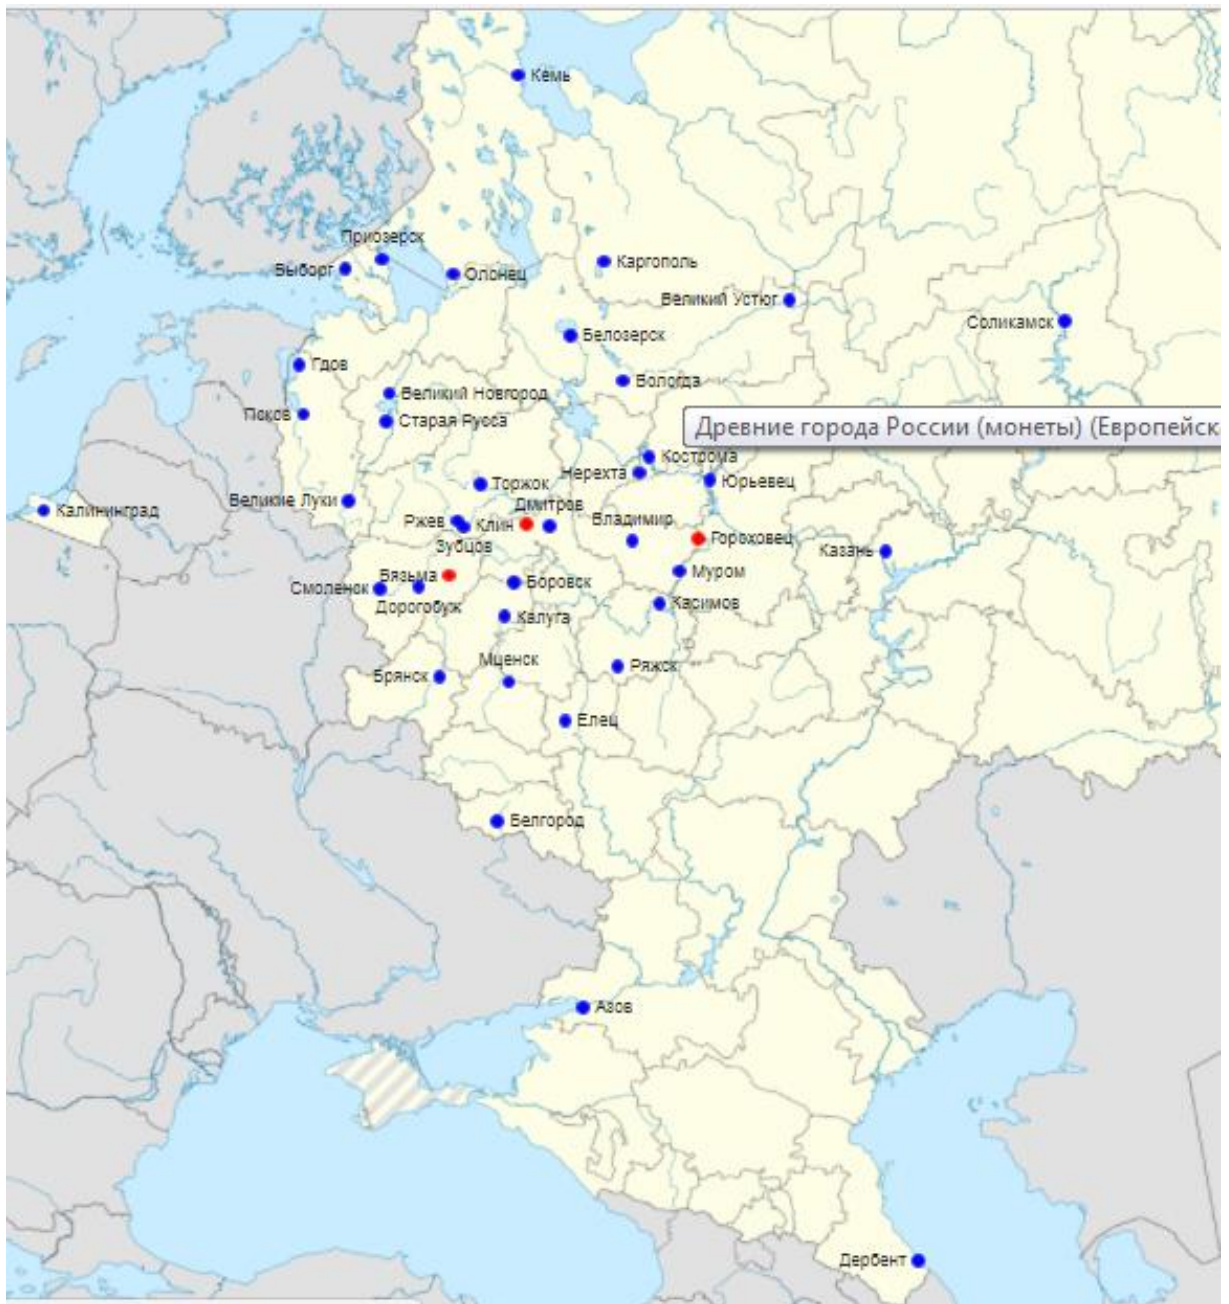 Кемь
Приозерск
Выборг
Олонец
Каргополь
Великий Устюг
Соликамск
Белозерск
Гдов
Вологда
Великий Новгород
Псков
Старая Русса
Древние города России (монеты) (Европейска
Кострома
Нерехта
Юрьевец
Торжок
Великие Луки
Дмитров
Калининград
Ржев
Клин
Владимир
Гороховец
Зубцов
Казань
Вязьма
Муром
Смоленск
Боровск
Дорогобуж
Касимов
Калуга
Мценск
Ряжск
Брянск
Елец
Белгород
Азов
Дербент